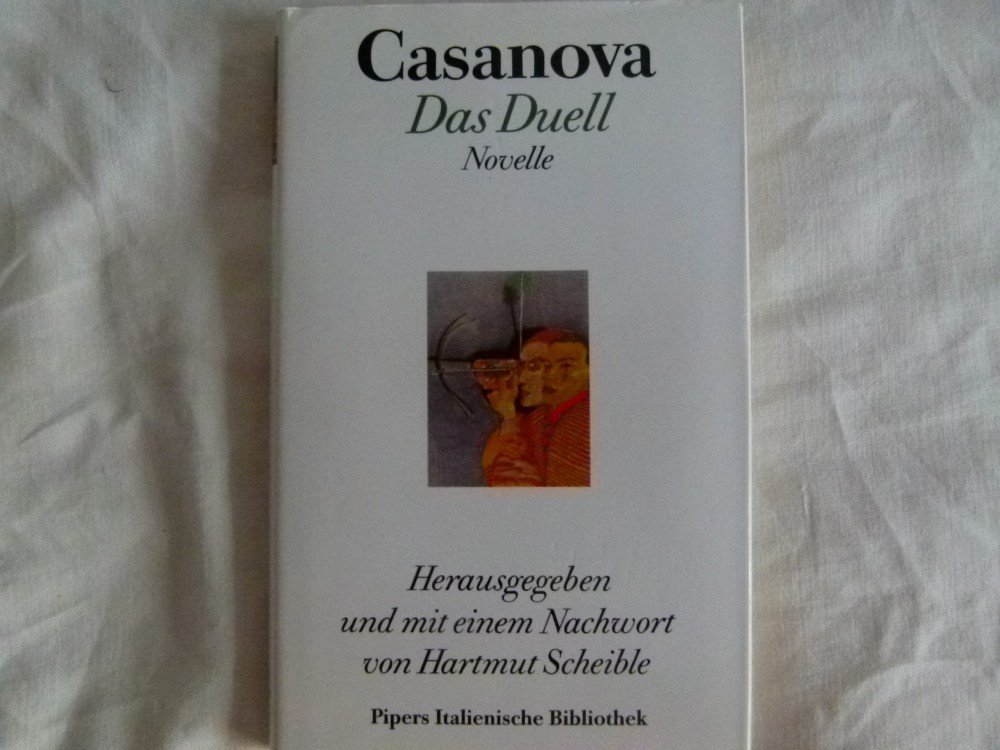 Casanova
Das Duell
Novelle
Herausgegeben
und mit einem Nachwort
von Hartmut Scheible
Pipers Italienische Bibliothek